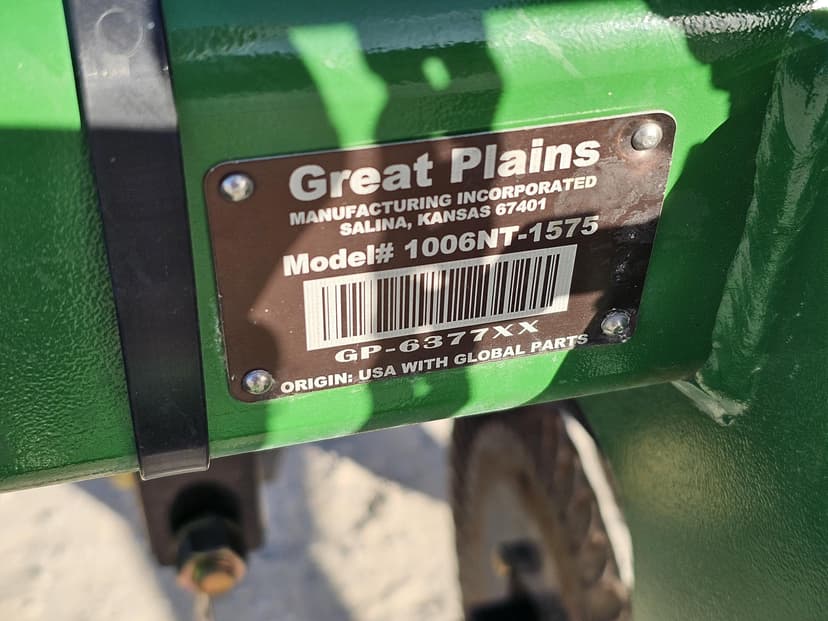 Great Plains
MANUFACTURING INCORPORATED
SALINA, KANSAS 67401
Model# 1006NT-1575
GP-6377XX
ORIGIN: USA WITH GLOBAL PARTS